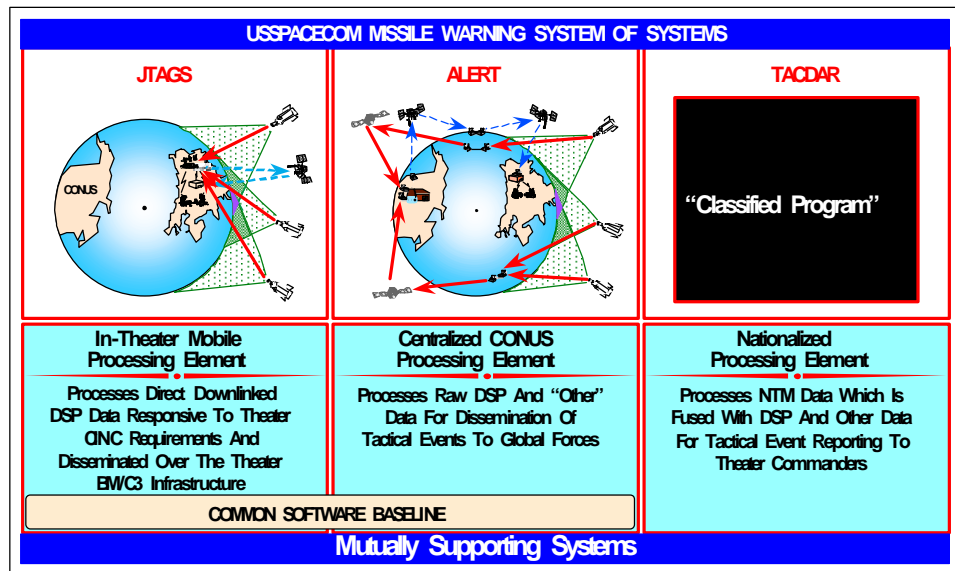 USSPACECOM MISSILE WARNING SYSTEM OF SYSTEMS
JTAGS
CONUS
In-Theater Mobile
Processing Element
Processes Direct Downlinked
DSP Data Responsive To Theater
CINC Requirements And
Disseminated Over The Theater
BM/C3 Infrastructure
ALERT
Centralized CONUS
Processing Element
Processes Raw DSP And “Other”
Data For Dissemination Of
Tactical Events To Global Forces
TACDAR
“Classified Program”
Nationalized
Processing Element
Processes NTM Data Which Is
Fused With DSP And Other Data
For Tactical Event Reporting To
Theater Commanders
COMMON SOFTWARE BASELINE
Mutually Supporting Systems